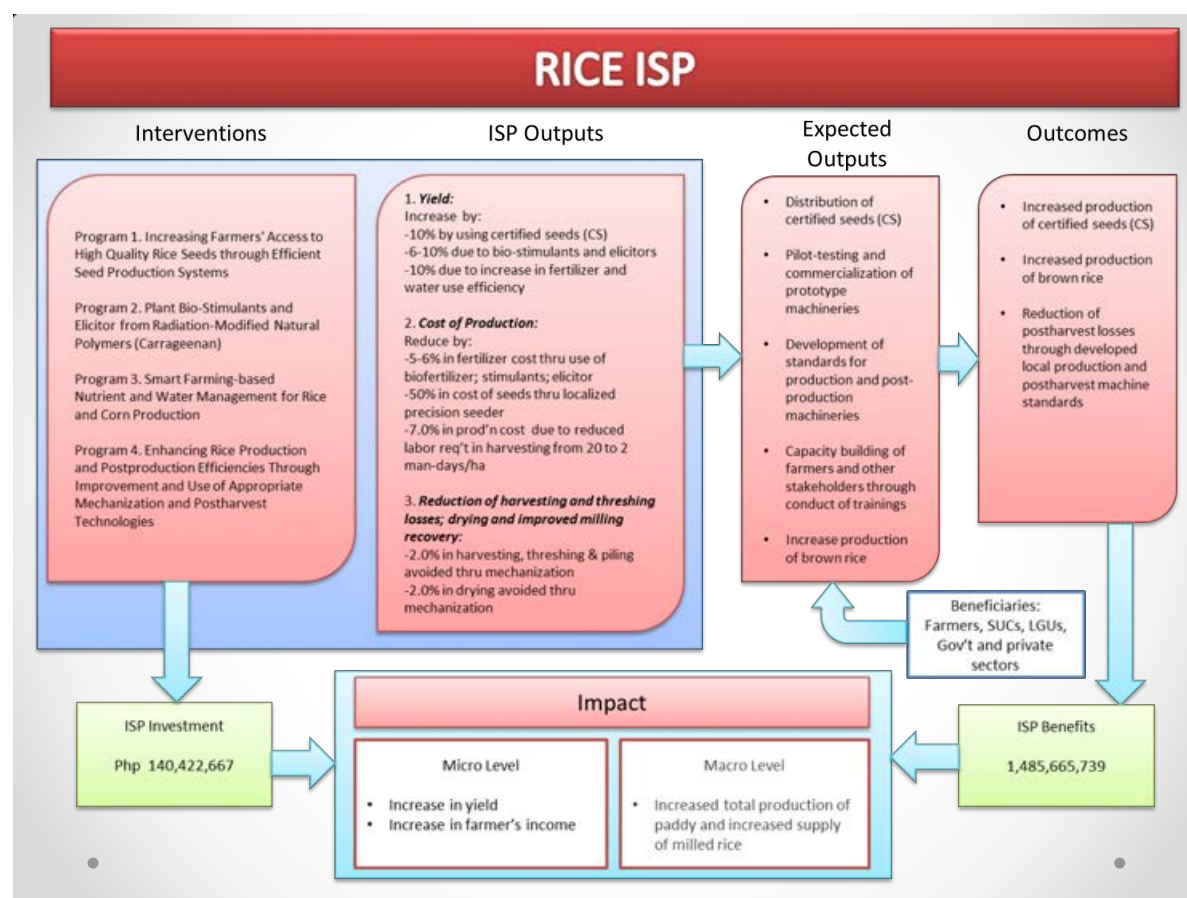 RICE ISP
Interventions
ISP Outputs
Expected
Outputs
Outcomes
Program 1. Increasing Farmers' Access to
High Quality Rice Seeds through Efficient
Seed Production Systems
Program 2. Plant Bio-Stimulants and
Elicitor from Radiation-Modified Natural
Polymers (Carrageenan)
Program 3. Smart Farming-based
Nutrient and Water Management for Rice
and Corn Production
Program 4. Enhancing Rice Production
and Postproduction Efficiencies Through
Improvement and Use of Appropriate
Mechanization and Postharvest
Technologies
1. Yield:
Increase by:
-10% by using certified seeds (CS)
-6-10% due to bio-stimulants and elicitors
-10% due to increase in fertilizer and
water use efficiency
2. Cost of Production:
Reduce by:
-5-6% in fertilizer cost thru use of
biofertilizer; stimulants; elicitor
-50% in cost of seeds thru localized
precision seeder
-7.0% in prod'n cost due to reduced
labor req't in harvesting from 20 to 2
man-days/ha
3. Reduction of harvesting and threshing
losses; drying and improved milling
recovery:
-2.0% in harvesting, threshing & piling
avoided thru mechanization
-2.0% in drying avoided thru
mechanization
• Distribution of
certified seeds (CS)
• Pilot-testing and
commercialization of
prototype
machineries
• Development of
standards for
production and post-
production
machineries
• Capacity building of
farmers and other
stakeholders through
conduct of trainings
• Increase production
of brown rice
• Increased production
of certified seeds (CS)
• Increased production
of brown rice
• Reduction of
postharvest losses
through developed
local production and
postharvest machine
standards
Beneficiaries:
Farmers, SUCs, LGUs,
Gov't and private
sectors
ISP Investment
Php 140,422,667
Impact
Micro Level
• Increase in yield
• Increase in farmer's income
Macro Level
• Increased total production of
paddy and increased supply
of milled rice
ISP Benefits
1,485,665,739